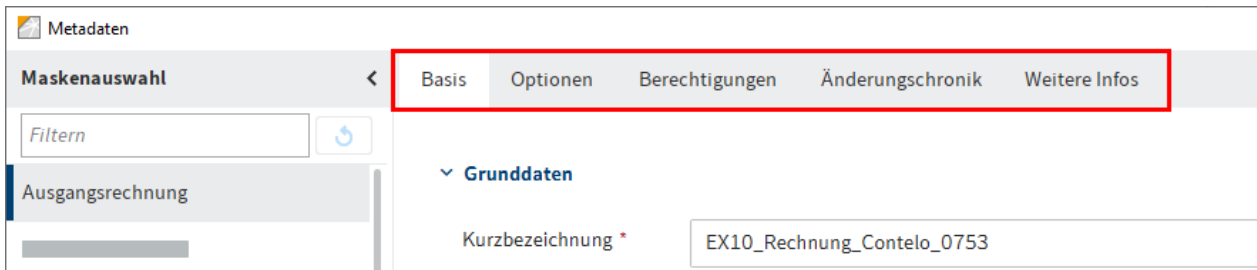 Metadaten
Maskenauswahl
Basis Optionen Berechtigungen Änderungschronik Weitere Infos
Filtern
Grunddaten
Ausgangsrechnung
Kurzbezeichnung * EX10_Rechnung_Contelo_0753